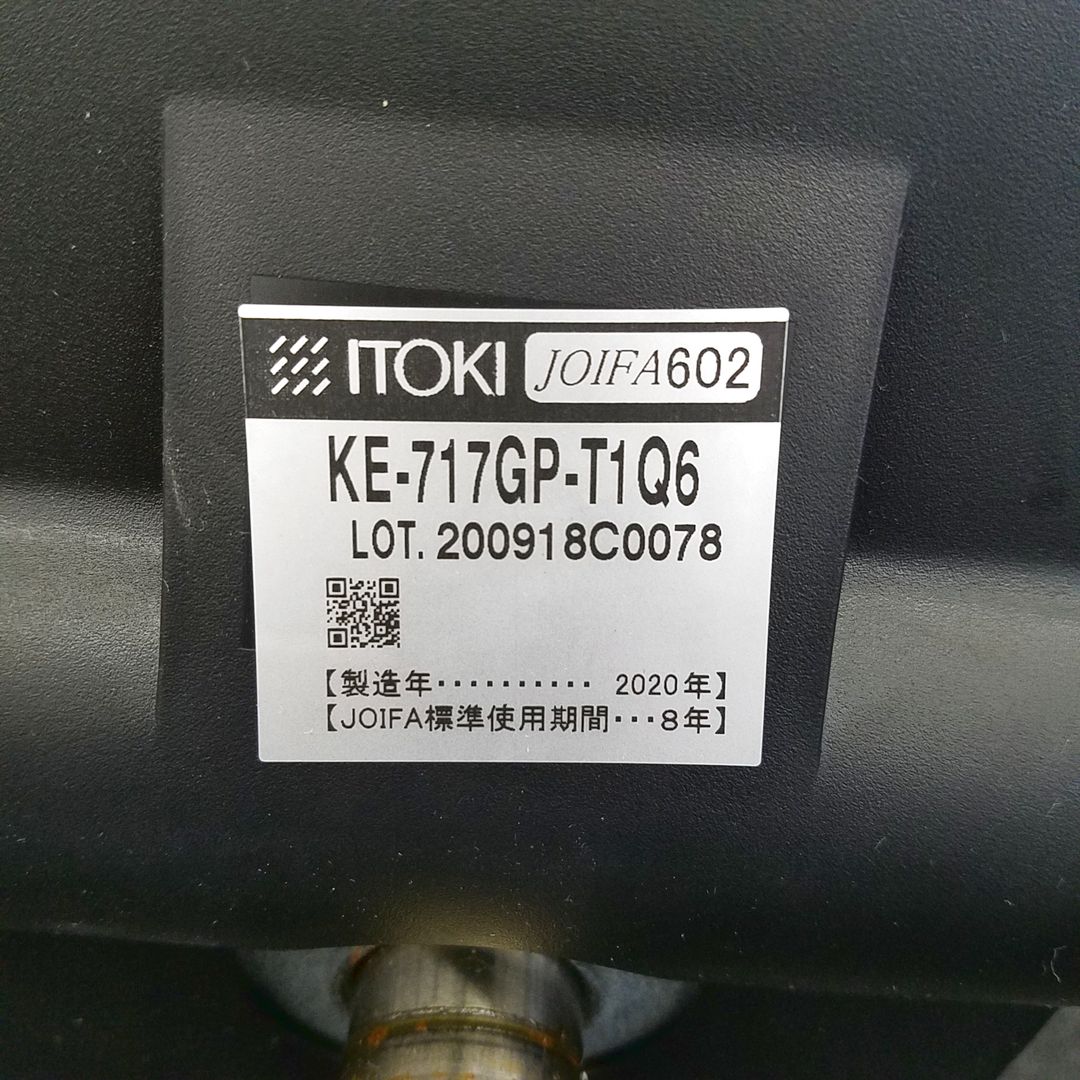 ITOKI JOIFA602
KE-717GP-T1Q6
LOT. 200918C0078
【製造年・・・・・・・・・・ 2020年】
【JOIFA標準使用期間・・・8年】